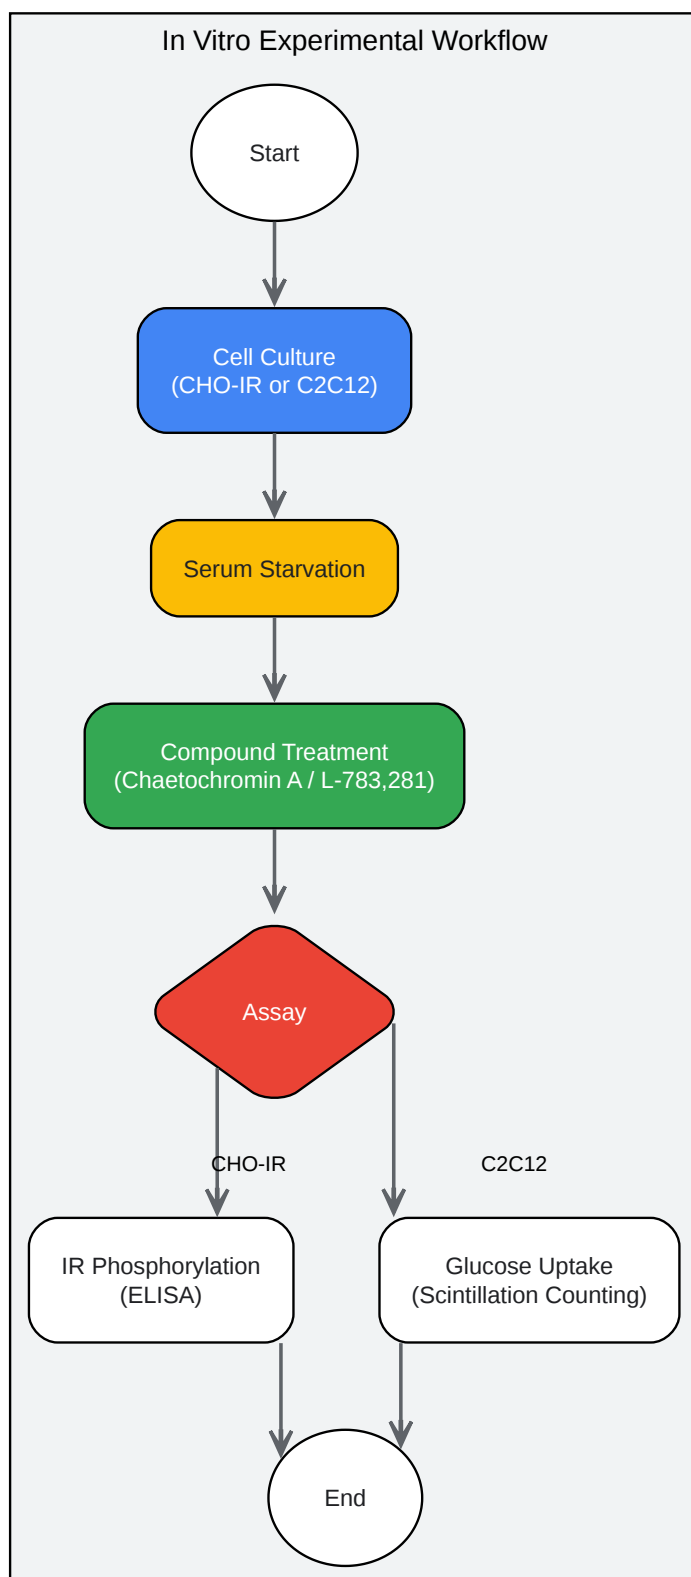 In Vitro Experimental Workflow
Start
Cell Culture
(CHO-IR or C2C12)
Serum Starvation
Compound Treatment
(Chaetochromin A / L-783,281)
Assay
CHO-IR
C2C12
IR Phosphorylation
(ELISA)
Glucose Uptake
(Scintillation Counting)
End